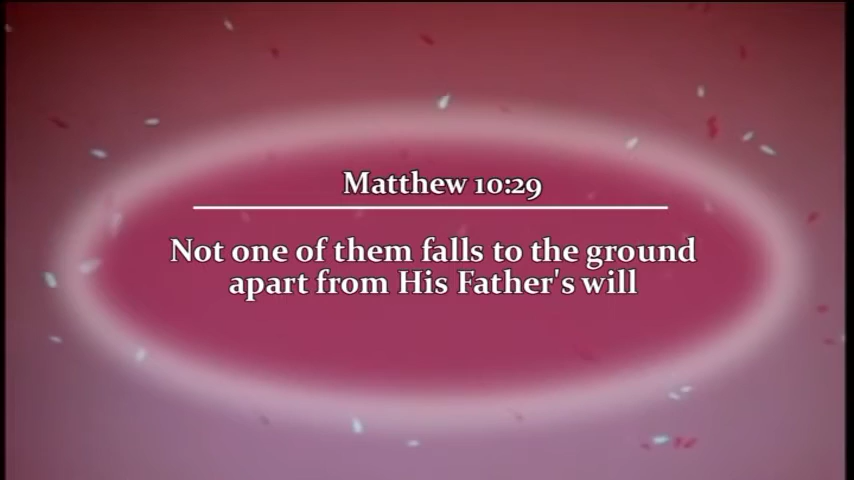 Matthew 10:29
Not one of them falls to the ground
apart from His Father's will